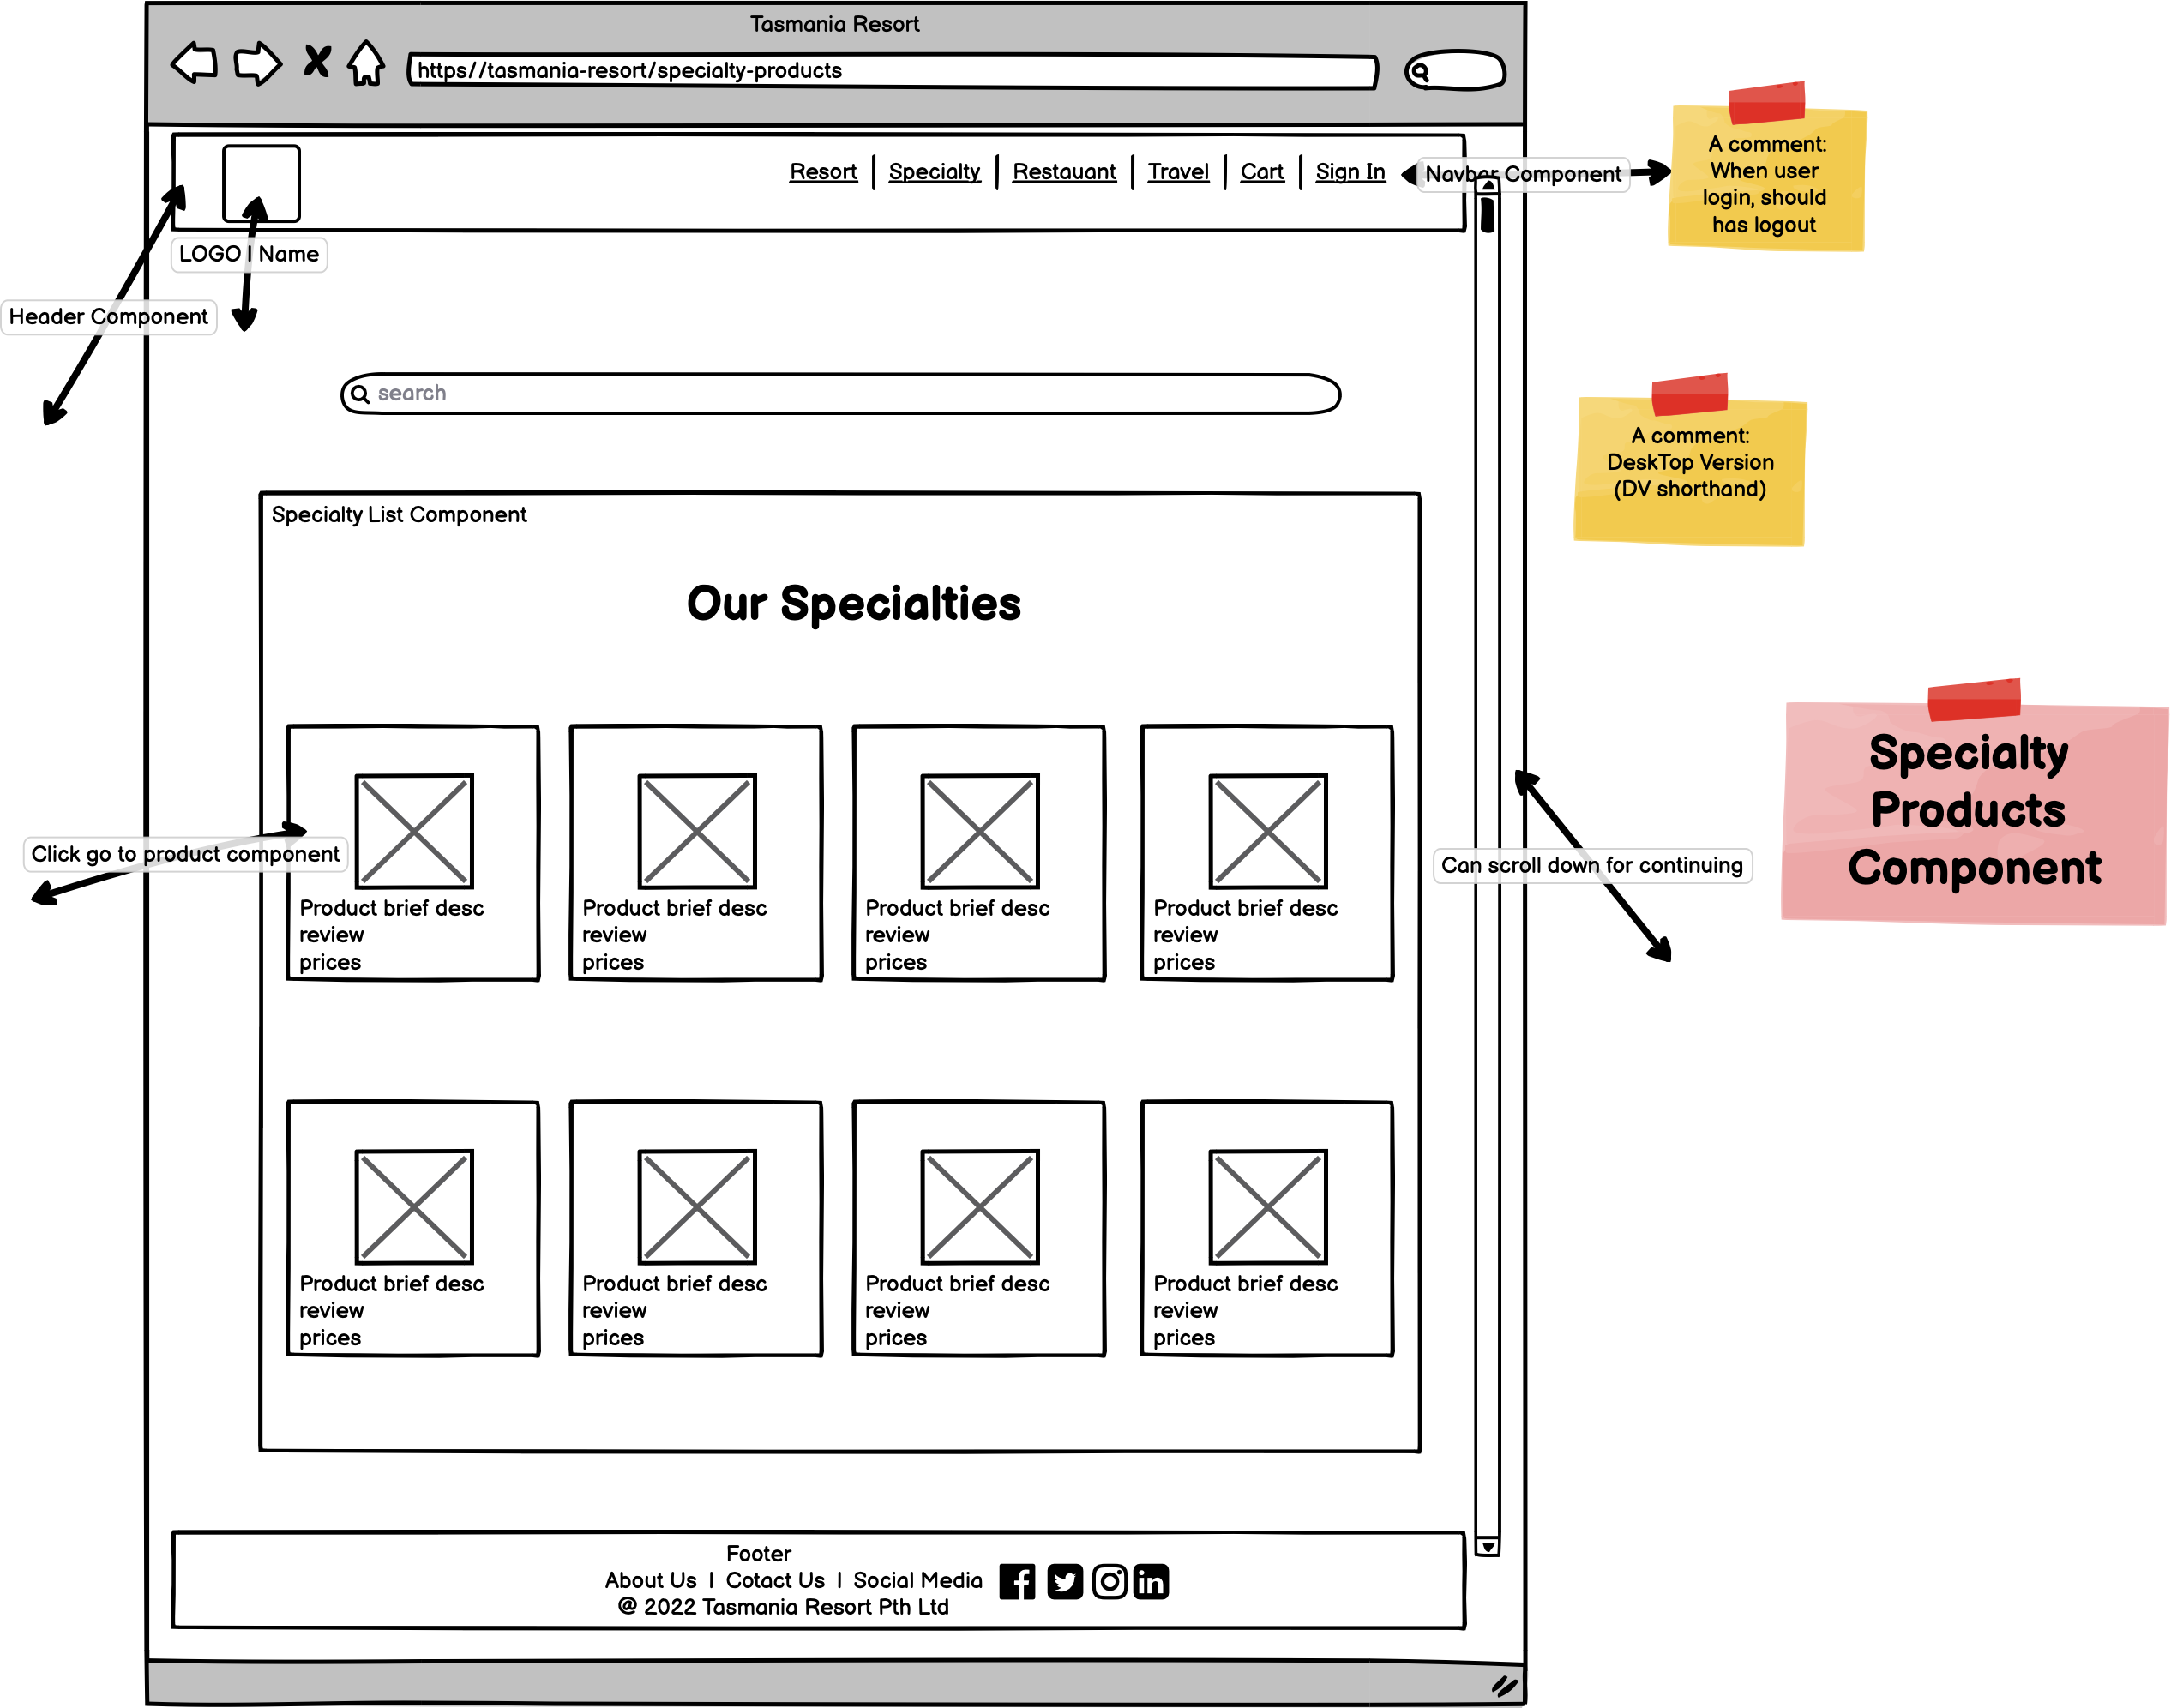 Tasmania Resort
https//tasmania-resort/specialty-products
Resort | Specialty | Restauant | Travel | Cart | Sign In
Navbar Component
A comment:
When user
login, should
has logout
LOGO | Name
Header Component
search
A comment:
DeskTop Version
(DV shorthand)
Specialty List Component
Our Specialties
Specialty
Products
Component
Click go to product component
Can scroll down for continuing
Product brief desc
review
prices
Product brief desc
review
prices
Product brief desc
review
prices
Product brief desc
review
prices
Product brief desc
review
prices
Product brief desc
review
prices
Product brief desc
review
prices
Product brief desc
review
prices
Footer
About Us | Cotact Us | Social Media
@ 2022 Tasmania Resort Pth Ltd